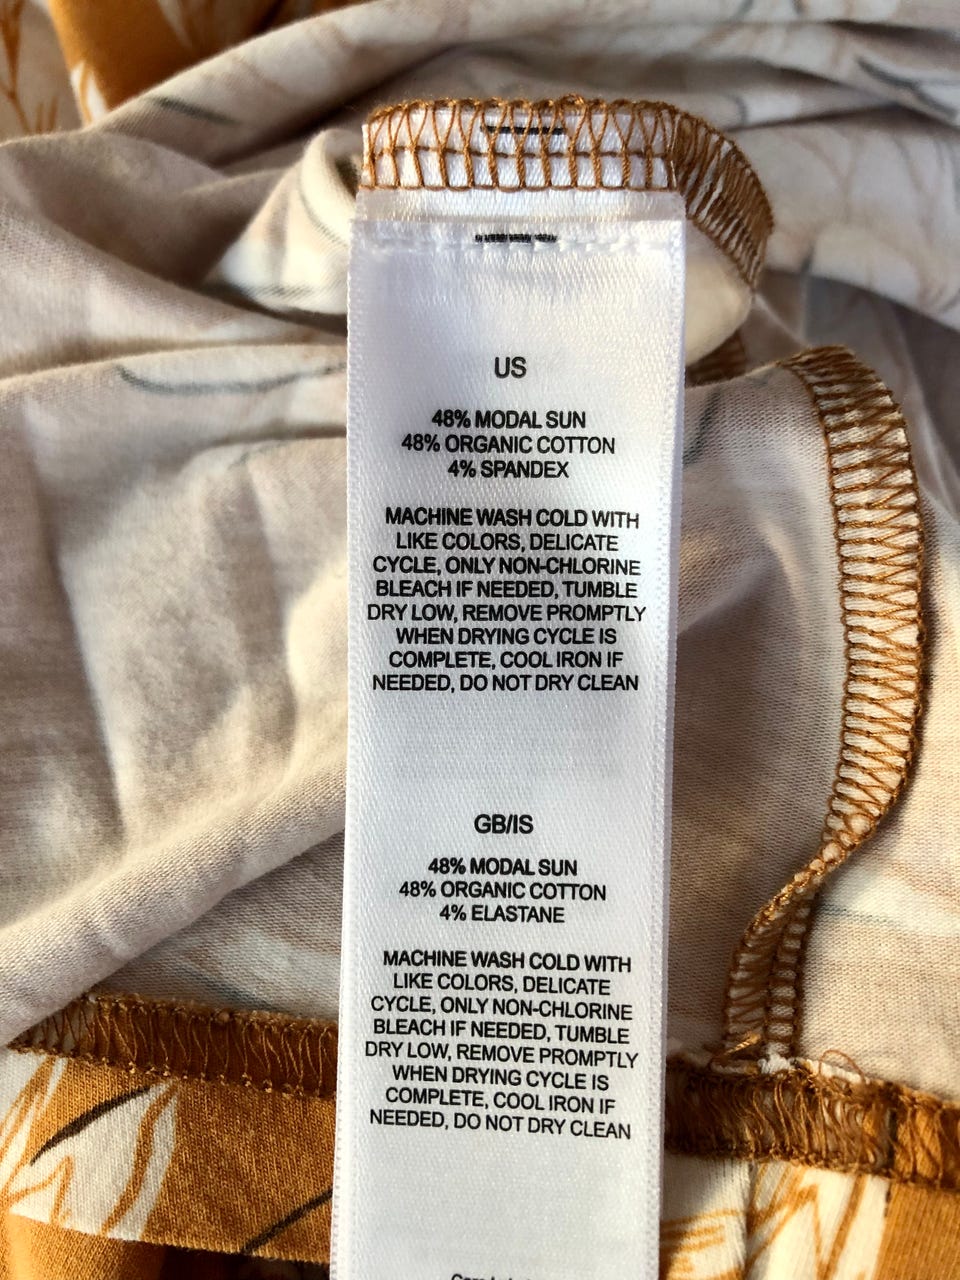 US
48% MODAL SUN
48% ORGANIC COTTON
4% SPANDEX
MACHINE WASH COLD WITH
LIKE COLORS, DELICATE
CYCLE, ONLY NON-CHLORINE
BLEACH IF NEEDED, TUMBLE
DRY LOW, REMOVE PROMPTLY
WHEN DRYING CYCLE IS
COMPLETE, COOL IRON IF
NEEDED, DO NOT DRY CLEAN
GB/IS
48% MODAL SUN
48% ORGANIC COTTON
4% ELASTANE
MACHINE WASH COLD WITH
LIKE COLORS, DELICATE
CYCLE, ONLY NON-CHLORINE
BLEACH IF NEEDED, TUMBLE
DRY LOW, REMOVE PROMPTLY
WHEN DRYING CYCLE IS
COMPLETE, COOL IRON IF
NEEDED, DO NOT DRY CLEAN